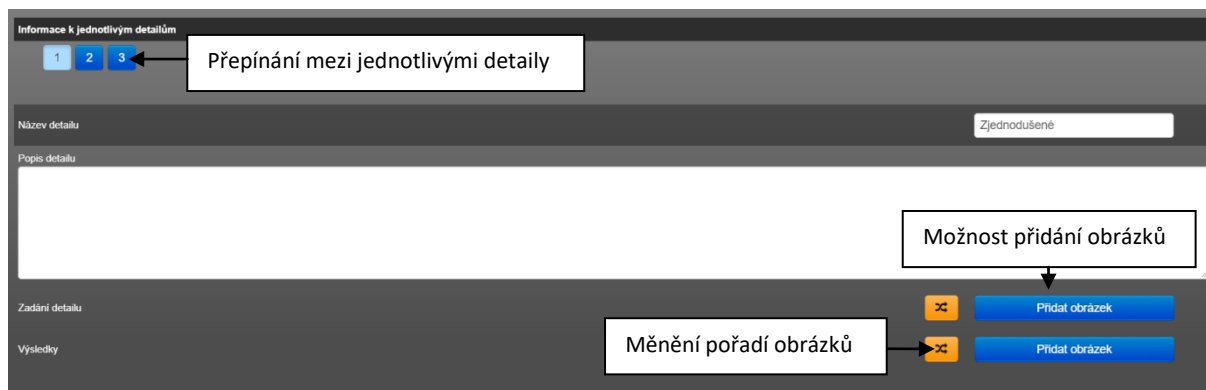 Informace k jednotlivým detailům
1 2 3
Přepínání mezi jednotlivými detaily
Název detailu
Zjednodušené
Popis detailu
Možnost přidání obrázků
Zadání detailu
Přidat obrázek
Měnění pořadí obrázků
Výsledky
Přidat obrázek